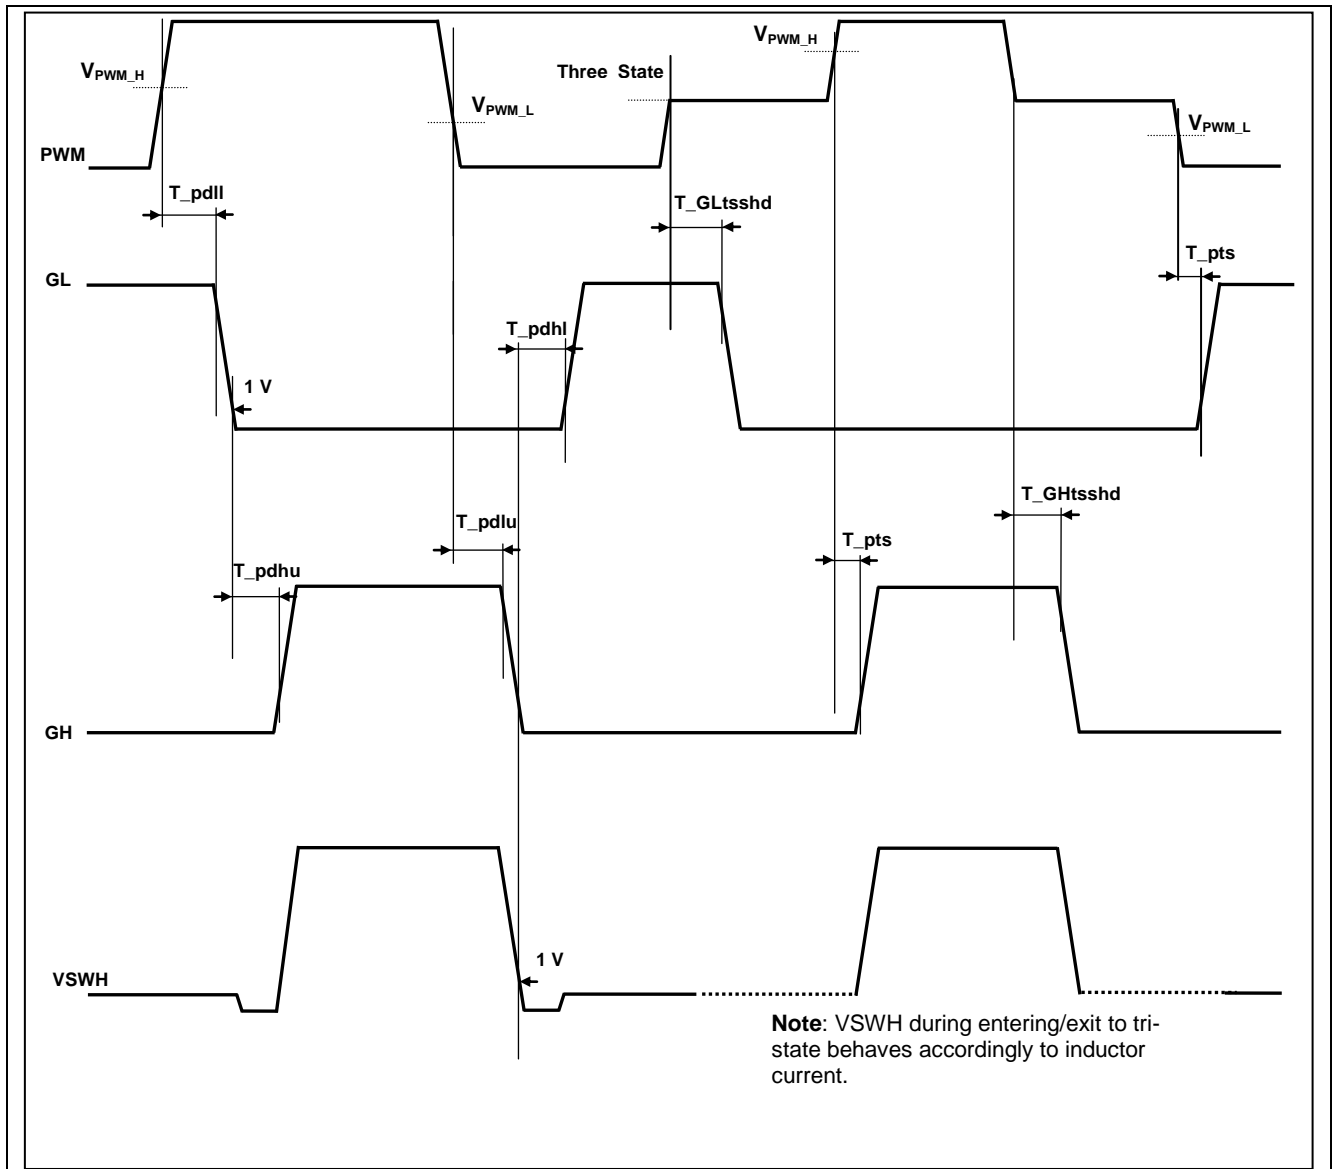 V_PWM_H
V_PWM_H
Three State
V_PWM_L
V_PWM_L
PWM
T_pdll
T_GLtsshd
T_pts
GL
T_pdhl
1 V
T_GHtsshd
T_pdlu
T_pts
T_pdhu
GH
1 V
VSWH
Note: VSWH during entering/exit to tri-
state behaves accordingly to inductor
current.